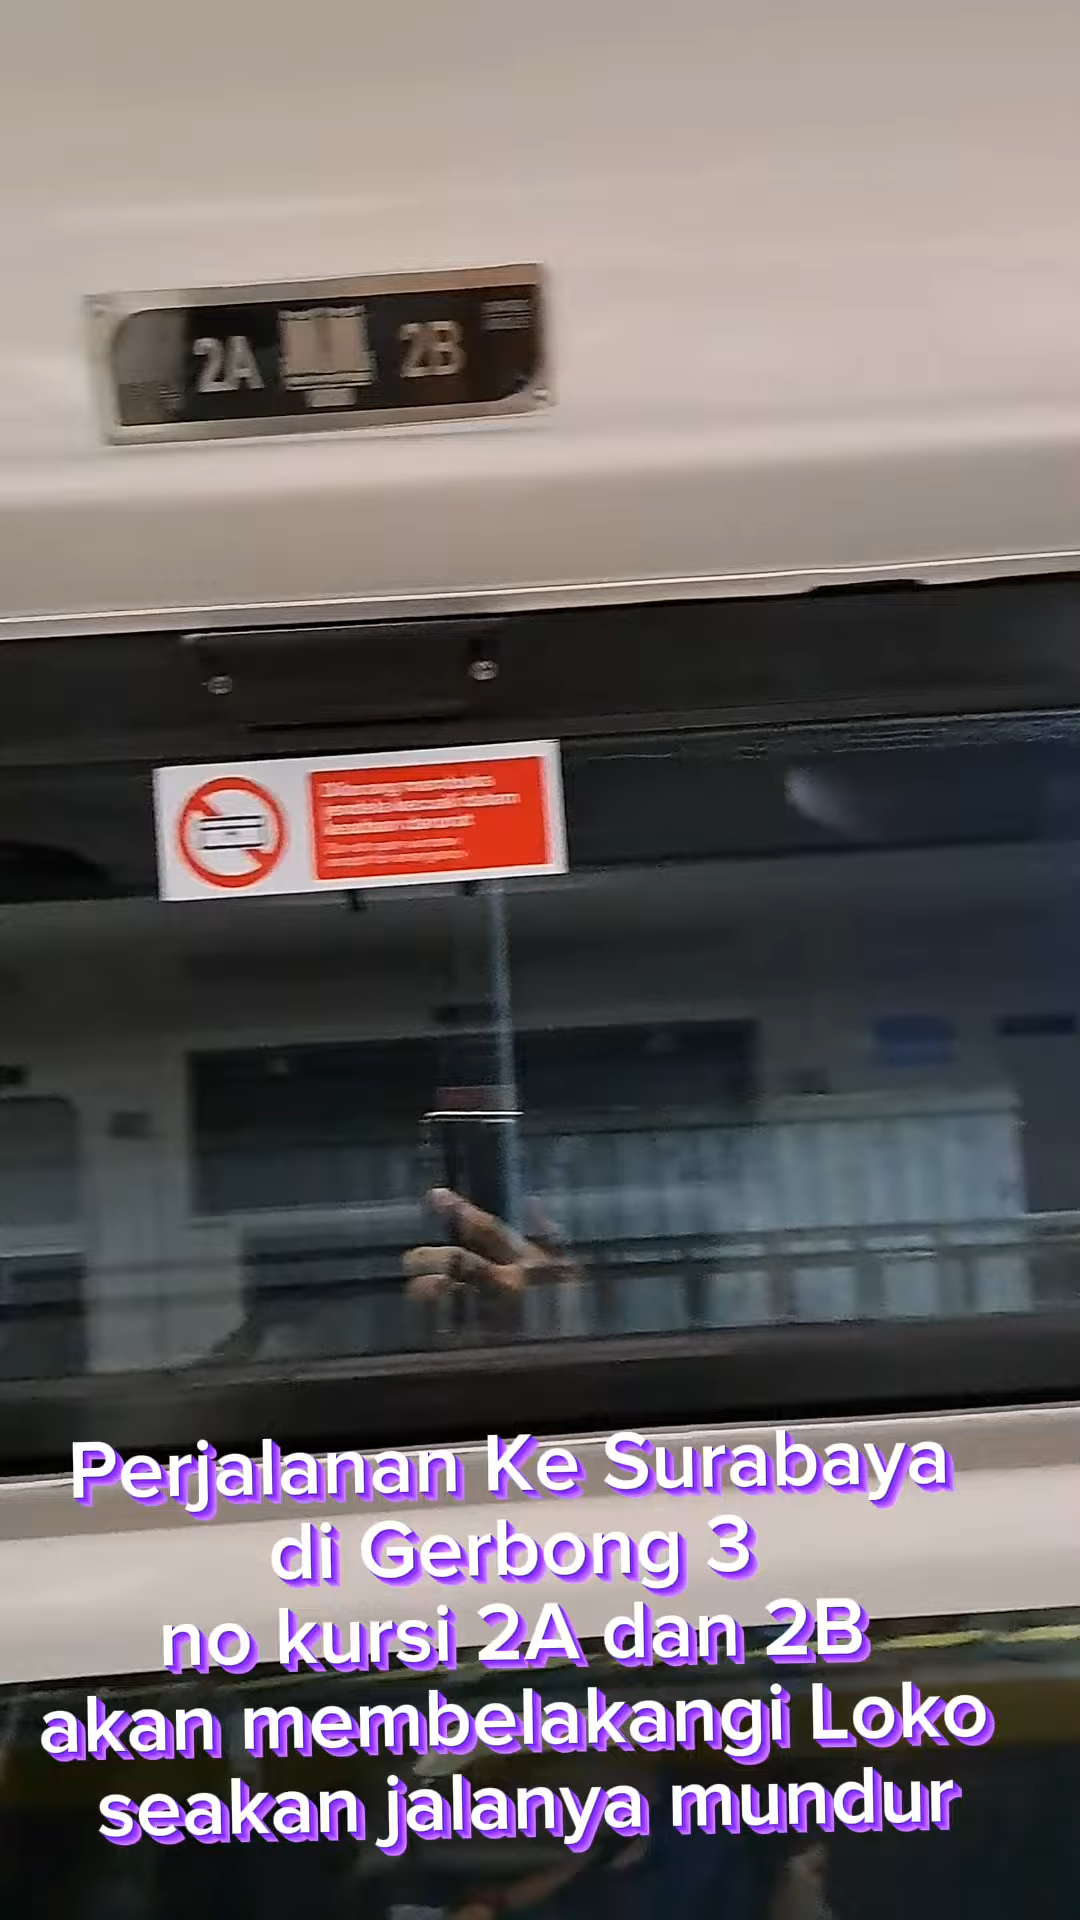 2A 2B
Perjalanan Ke Surabaya
di Gerbong 3
no kursi 2A dan 2B
akan membelakangi Loko
seakan jalanya mundur